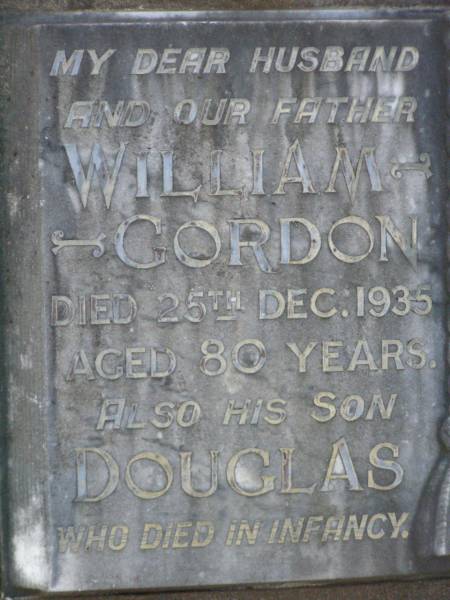 MY DEAR HUSBAND
AND OUR FATHER
WILLIAM
GORDON
DIED 25TH DEC. 1935
AGED 80 YEARS.
ALSO HIS SON
DOUGLAS
WHO DIED IN INFANCY.